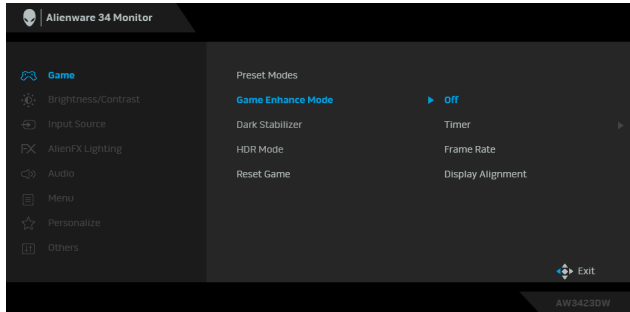 Alienware 34 Monitor
Game
Preset Modes
Brightness/Contrast
Game Enhance Mode
Off
Input Source
Dark Stabilizer
Timer
AlienFX Lighting
HDR Mode
Frame Rate
Audio
Reset Game
Display Alignment
Menu
Personalize
Others
Exit
AW3423DW